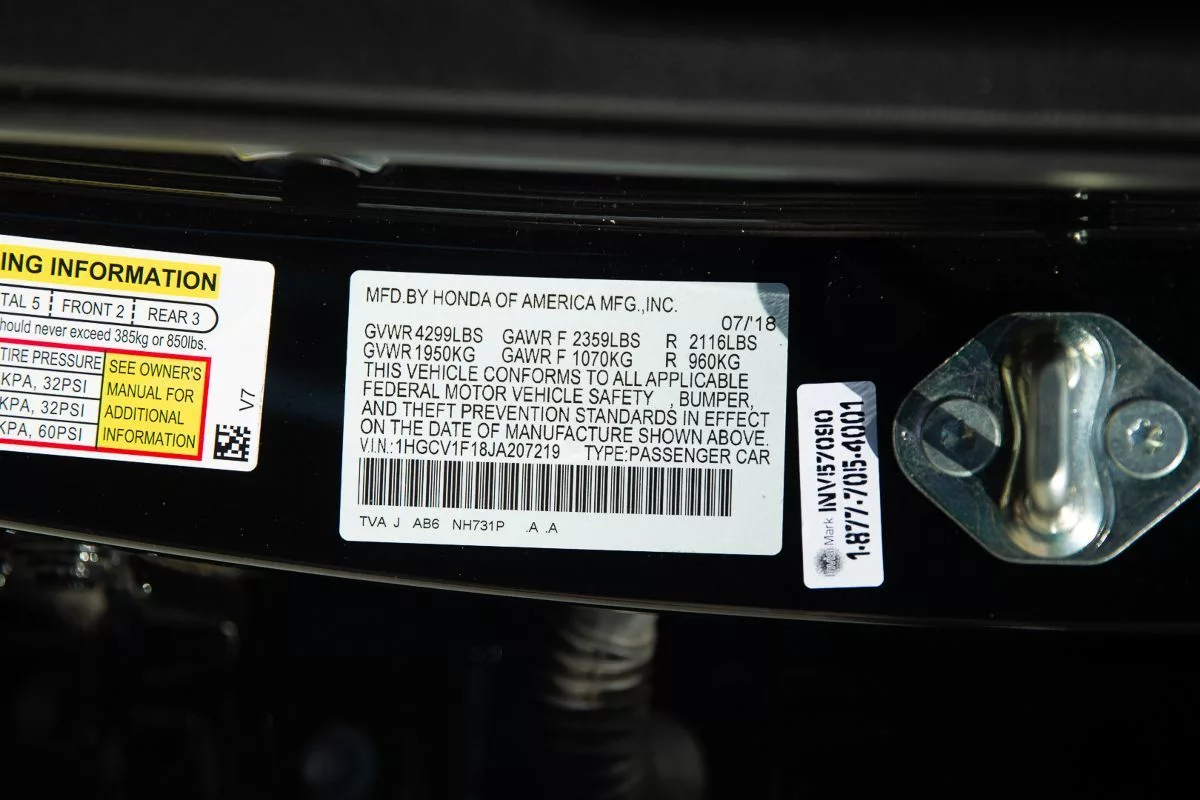 ING INFORMATION
TAL 5 FRONT 2 REAR 3
hould never exceed 385kg or 850lbs.
TIRE PRESSURE
KPA, 32PSI
KPA, 32PSI
KPA, 60PSI
SEE OWNER'S
MANUAL FOR
ADDITIONAL
INFORMATION
V7
MFD.BY HONDA OF AMERICA MFG.,INC.
07/'18
GVWR 4299LBS GAWR F 2359LBS R 2116LBS
GVWR 1950KG GAWR F 1070KG R 960KG
THIS VEHICLE CONFORMS TO ALL APPLICABLE
FEDERAL MOTOR VEHICLE SAFETY , BUMPER,
AND THEFT PREVENTION STANDARDS IN EFFECT
ON THE DATE OF MANUFACTURE SHOWN ABOVE.
V.I.N.:1HGCV1F18JA207219 TYPE:PASSENGER CAR
TVA J AB6 NH731P .A .A
Mark INV157090
1-877-705-4001